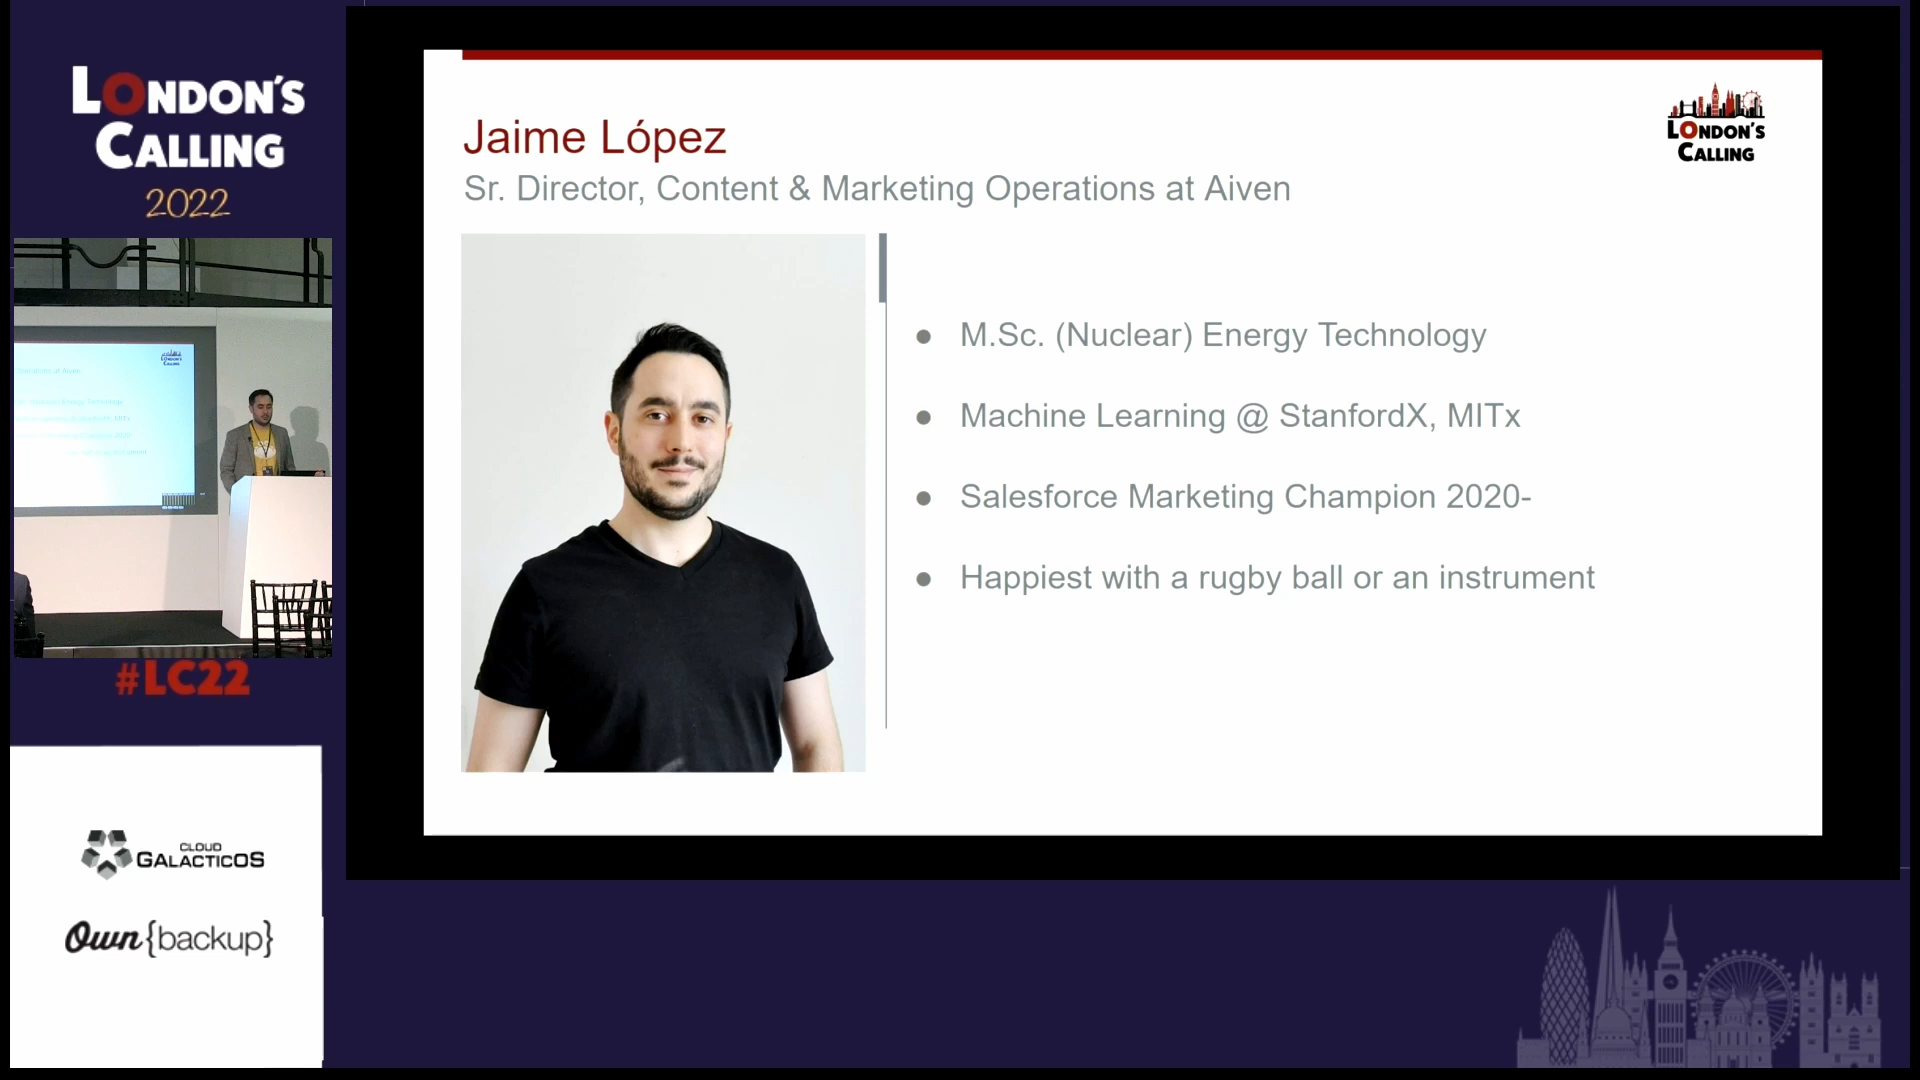 LONDON'S
CALLING
2022
#LC22
CLOUD
GALACTICOS
Own{backup}
Jaime López
Sr. Director, Content & Marketing Operations at Aiven
LONDON'S
CALLING
● M.Sc. (Nuclear) Energy Technology
● Machine Learning @ StanfordX, MITx
● Salesforce Marketing Champion 2020-
● Happiest with a rugby ball or an instrument